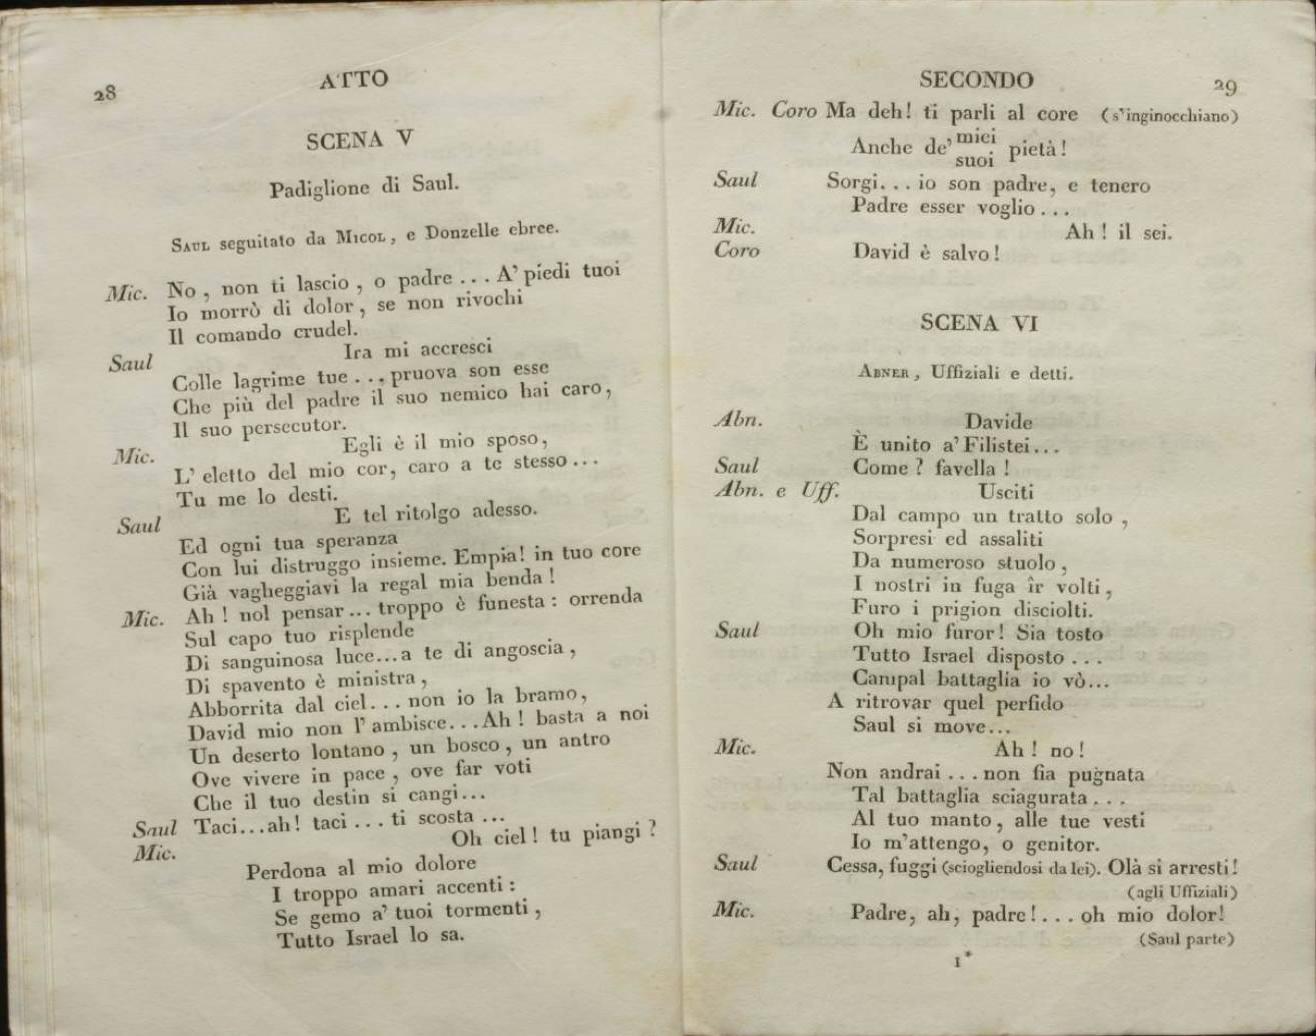 28
ATTO
SCENA V
Padiglione di Saul.
SAUL seguitato da MICOL, e Donzelle ebree.
Mic. No, non ti lascio, o padre... A' piedi tuoi
Io morrò di dolor, se non rivochi
Il comando crudel.
Saul Ira mi accresci
Colle lagrime tue... pruova son esse
Che più del padre il suo nemico hai caro,
Il suo persecutor.
Mic. Egli è il mio sposo,
L' eletto del mio cor, caro a te stesso...
Tu me lo desti.
Saul E tel ritolgo adesso.
Ed ogni tua speranza
Con lui distruggo insieme. Empia! in tuo core
Già vagheggiavi la regal mia benda!
Mic. Ah! nol pensar... troppo è funesta: orrenda
Sul capo tuo risplende
Di sanguinosa luce...a te di angoscia,
Di spavento è ministra,
Abborrita dal ciel... non io la bramo,
David mio non l' ambisce...Ah! basta a noi
Un deserto lontano, un bosco, un antro
Ove vivere in pace, ove far voti
Che il tuo destin si cangi...
Saul Taci...ah! taci... ti scosta...
Mic. Oh ciel! tu piangi?
Perdona al mio dolore
I troppo amari accenti:
Se gemo a' tuoi tormenti,
Tutto Israel lo sa.
SECONDO
29
Mic. Coro Ma deh! ti parli al core (s'inginocchiano)
Anche de' miei pietà!
suoi
Saul Sorgi... io son padre, e tenero
Padre esser voglio...
Mic. Ah! il sei.
Coro David è salvo!
SCENA VI
ABNER, Uffiziali e detti.
Abn. Davide
È unito a' Filistei...
Saul Come? favella!
Abn. e Uff. Usciti
Dal campo un tratto solo,
Sorpresi ed assaliti
Da numeroso stuolo,
I nostri in fuga îr volti,
Furo i prigion disciolti.
Saul Oh mio furor! Sia tosto
Tutto Israel disposto...
Campal battaglia io vò...
A ritrovar quel perfido
Saul si move...
Mic. Ah! no!
Non andrai... non fia pugnata
Tal battaglia sciagurata...
Al tuo manto, alle tue vesti
Io m'attengo, o genitor.
Saul Cessa, fuggi (sciogliendosi da lei). Olà si arresti!
(agli Uffiziali)
Mic. Padre, ah, padre!... oh mio dolor!
(Saul parte)
1*